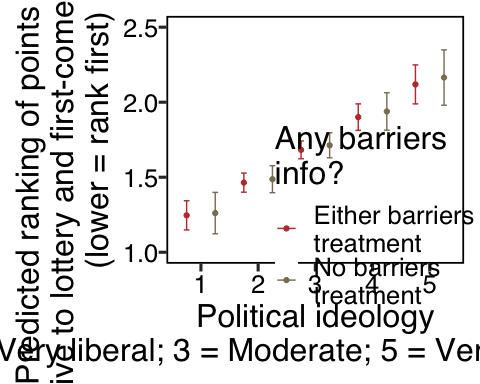 Predicted ranking of points
ive to lottery and first-come
(lower = rank first)
2.5
2.0
1.5
1.0
Any barriers
info?
Either barriers
treatment
No barriers
treatment
1 2 3 4 5
Political ideology
Very liberal; 3 = Moderate; 5 = Ver